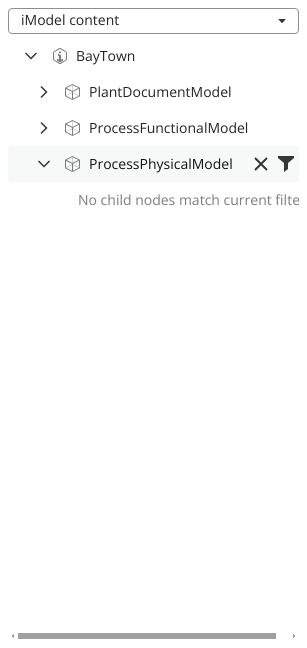 iModel content
BayTown
PlantDocumentModel
ProcessFunctionalModel
ProcessPhysicalModel
No child nodes match current filte